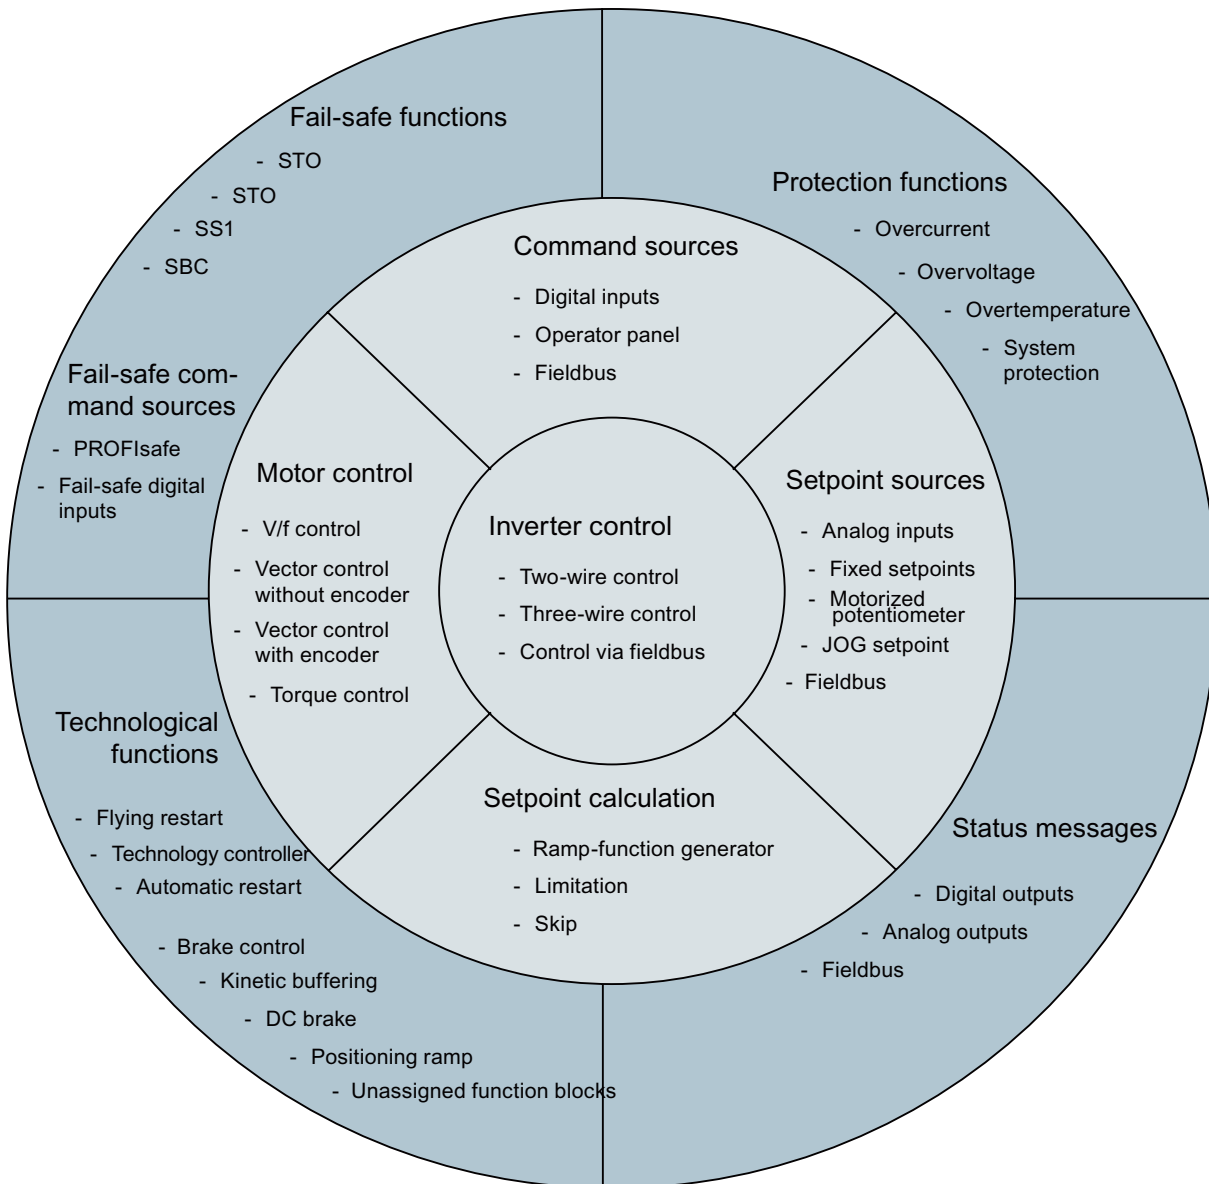 Fail-safe functions
- STO
- STO
- SS1
- SBC
Fail-safe com-
mand sources
- PROFIsafe
- Fail-safe digital
inputs
Protection functions
- Overcurrent
- Overvoltage
- Overtemperature
- System
protection
Command sources
- Digital inputs
- Operator panel
- Fieldbus
Motor control
- V/f control
- Vector control
without encoder
- Vector control
with encoder
- Torque control
Inverter control
- Two-wire control
- Three-wire control
- Control via fieldbus
Setpoint sources
- Analog inputs
- Fixed setpoints
- Motorized
potentiometer
- JOG setpoint
- Fieldbus
Setpoint calculation
- Ramp-function generator
- Limitation
- Skip
Technological
functions
- Flying restart
- Technology controller
- Automatic restart
- Brake control
- Kinetic buffering
- DC brake
- Positioning ramp
- Unassigned function blocks
Status messages
- Digital outputs
- Analog outputs
- Fieldbus